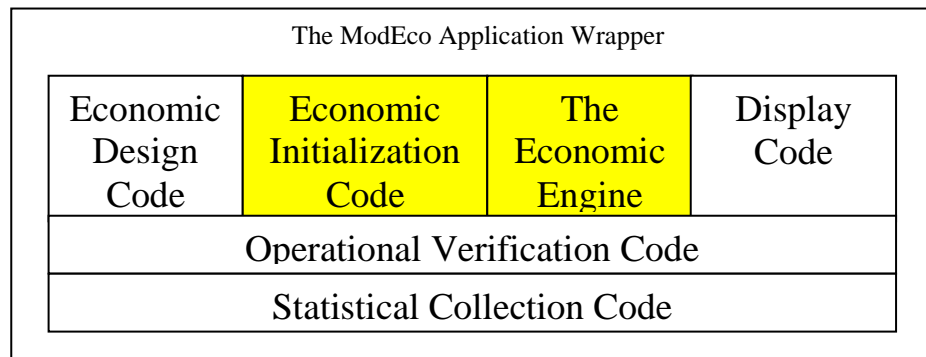 The ModEco Application Wrapper
Economic Design Code
Economic Initialization Code
The Economic Engine
Display Code
Operational Verification Code
Statistical Collection Code